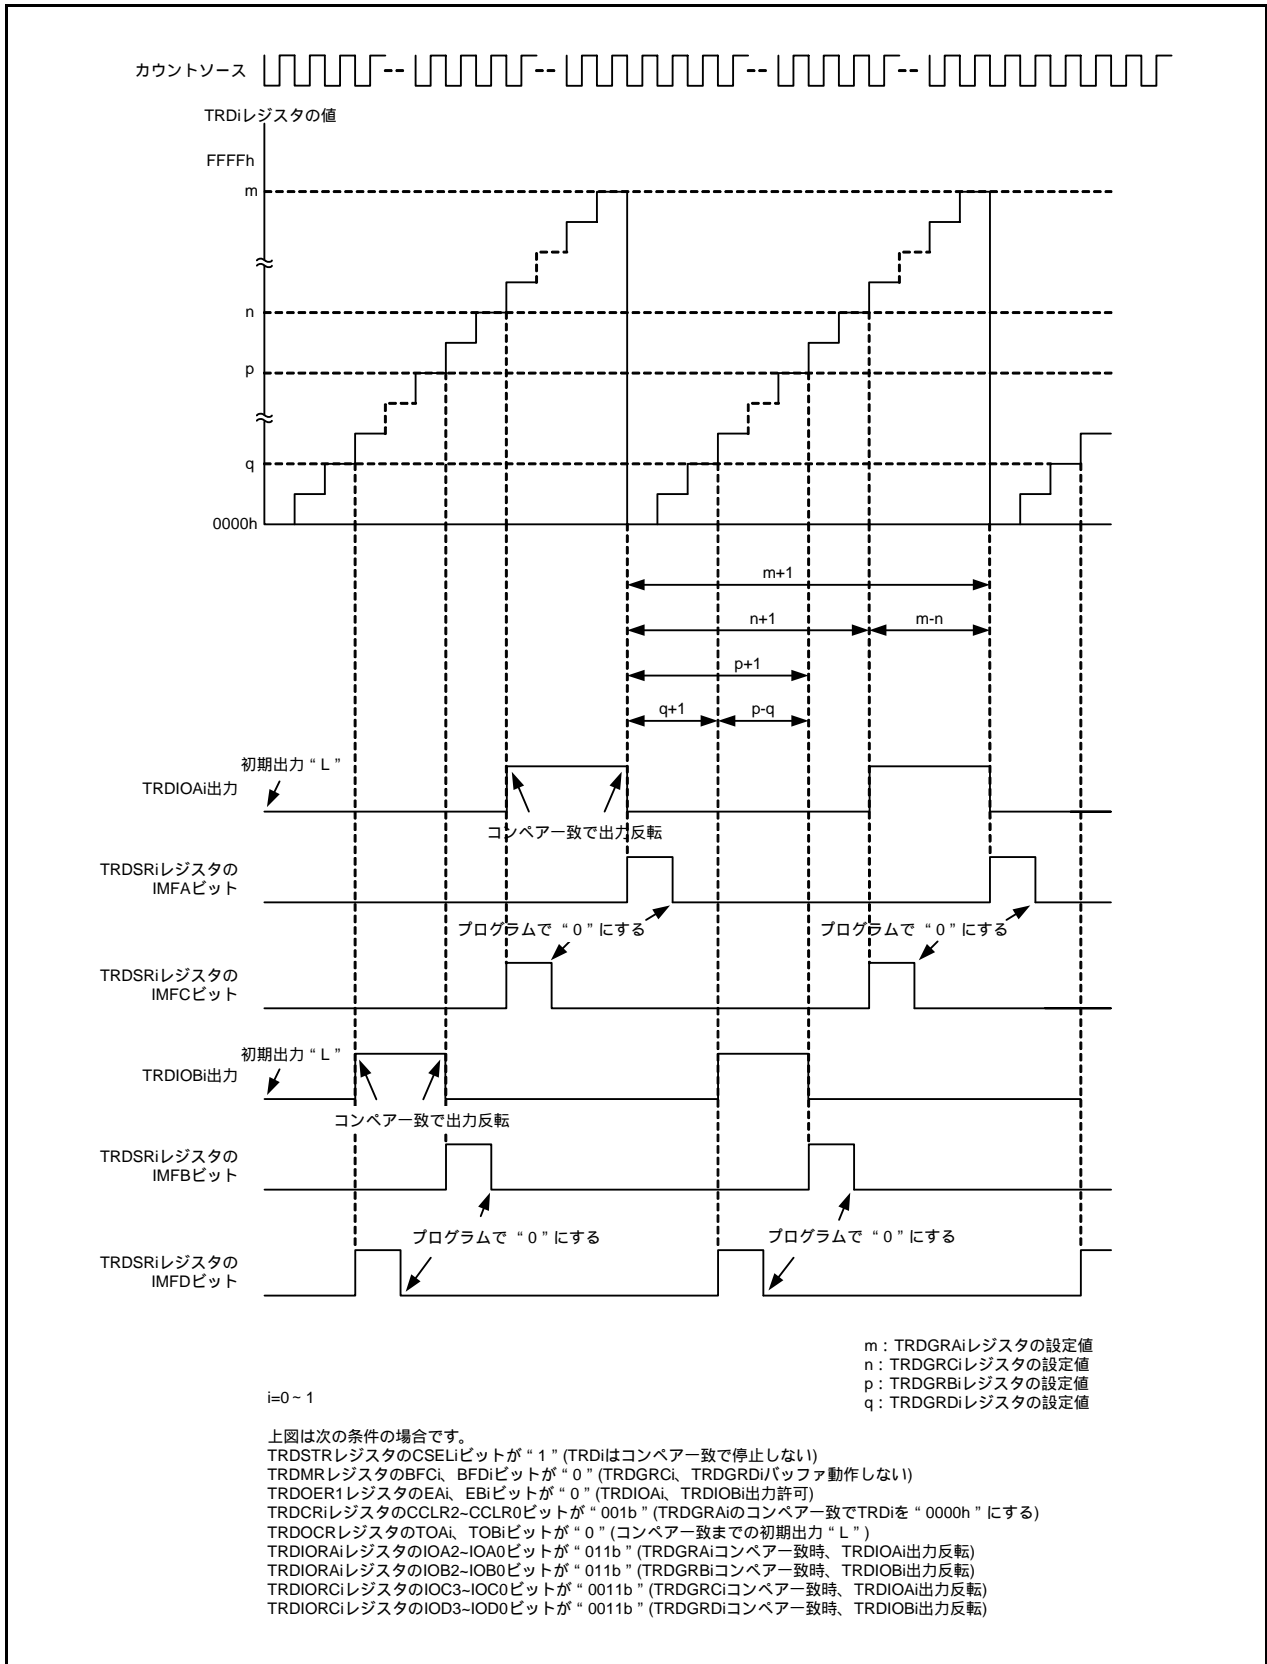 カウントソース
TRDiレジスタの値
FFFFh
m
n
p
q
0000h
m+1
n+1
m-n
p+1
q+1
p-q
初期出力“L”
TRDIOAi出力
コンペア一致で出力反転
TRDSRiレジスタの
IMFAビット
プログラムで “0”にする
プログラムで “0”にする
TRDSRiレジスタの
IMFCビット
初期出力“L”
TRDIOBi出力
コンペア一致で出力反転
TRDSRiレジスタの
IMFBビット
プログラムで “0”にする
プログラムで “0”にする
TRDSRiレジスタの
IMFDビット
m : TRDGRAiレジスタの設定値
n : TRDGRCiレジスタの設定値
p : TRDGRBiレジスタの設定値
q : TRDGRDiレジスタの設定値
i=0~1
上図は次の条件の場合です。
TRDSTRレジスタのCSELiビットが“1”(TRDiはコンペア一致で停止しない)
TRDMRレジスタのBFCi、BFDiビットが“0”(TRDGRCi、TRDGRDiバッファ動作しない)
TRDOER1レジスタのEAi、EBiビットが“0”(TRDIOAi、TRDIOBi出力許可)
TRDCRiレジスタのCCLR2~CCLR0ビットが“001b”(TRDGRAiのコンペア一致でTRDiを“0000h”にする)
TRDOCRレジスタのTOAi、TOBiビットが“0”(コンペア一致までの初期出力“L”)
TRDIORAiレジスタのIOA2~IOA0ビットが“011b”(TRDGRAiコンペア一致時、TRDIOAi出力反転)
TRDIORAiレジスタのIOB2~IOB0ビットが“011b”(TRDGRBiコンペア一致時、TRDIOBi出力反転)
TRDIORCiレジスタのIOC3~IOC0ビットが“0011b”(TRDGRCiコンペア一致時、TRDIOAi出力反転)
TRDIORCiレジスタのIOD3~IOD0ビットが“0011b”(TRDGRDiコンペア一致時、TRDIOBi出力反転)